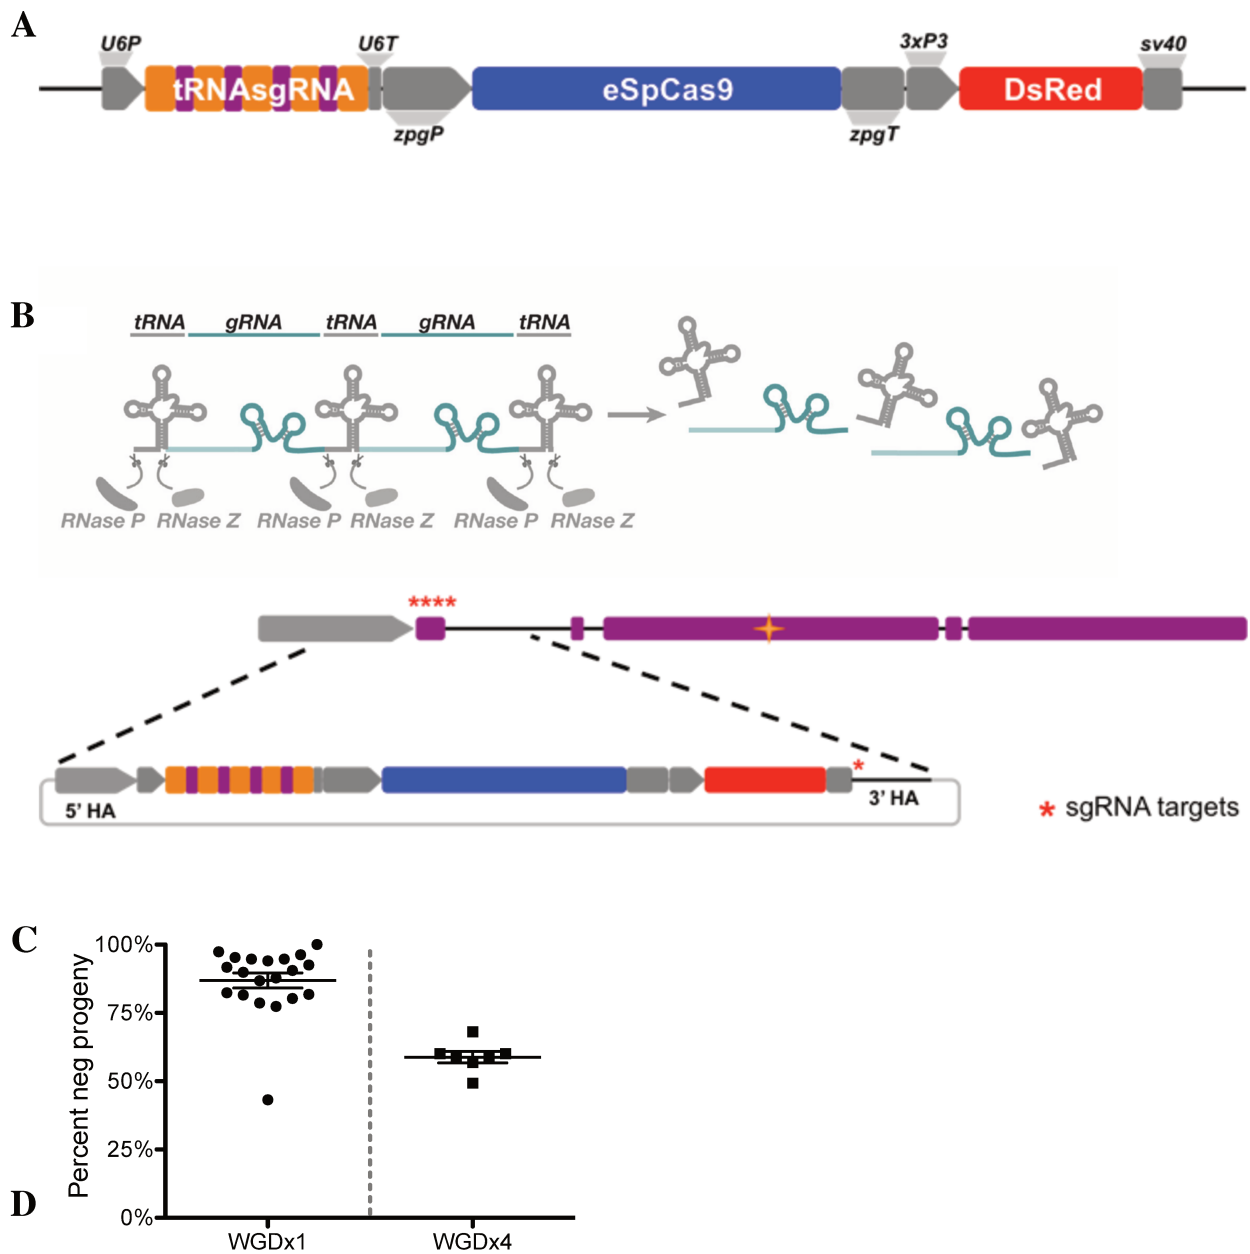 A
U6P U6T 3xP3 sv40
tRNAsgRNA eSpCas9 DsRed
zpgP zpgT
B
tRNA gRNA tRNA gRNA tRNA
RNase P RNase Z RNase P RNase Z RNase P RNase Z
****
*
5' HA 3' HA
* sgRNA targets
C
Percent neg progeny
100%
75%
50%
25%
0%
D
WGDx1 WGDx4